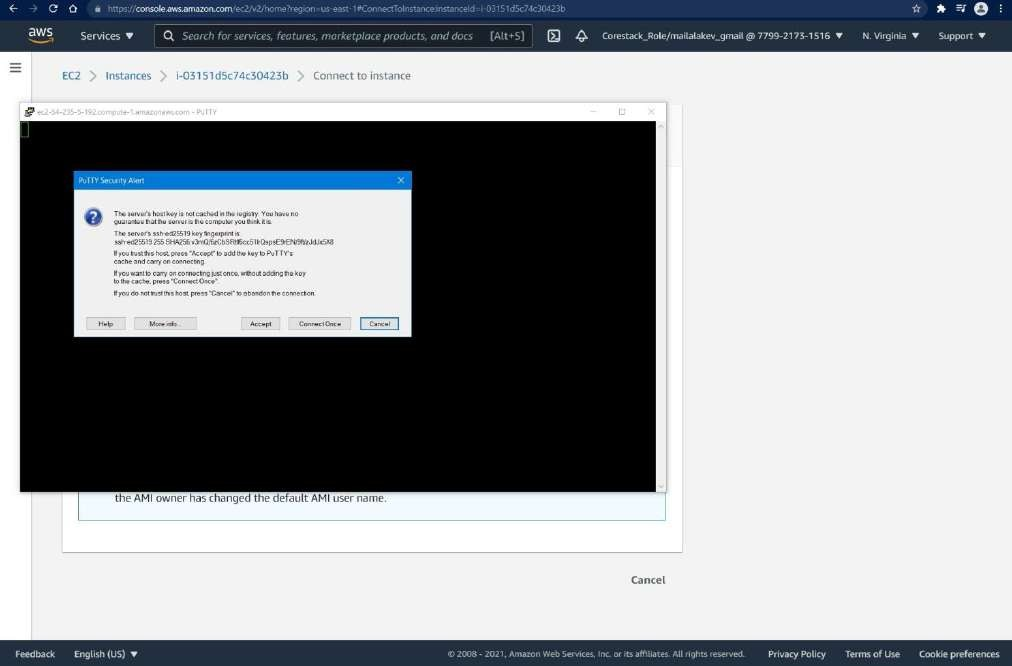 https://console.aws.amazon.com/ec2/v2/home?region=us-east-1#ConnectToInstance:instanceId=i-03151d5c74c30423b
aws Services Search for services, features, marketplace products, and docs [Alt+S] Corestack_Role/mailalakev_gmail @ 7799-2173-1516 N. Virginia Support
EC2 Instances i-03151d5c74c30423b Connect to instance
ec2-54-235-5-192.compute-1.amazonaws.com - PuTTY
PuTTY Security Alert
The server's host key is not cached in the registry. You have no
guarantee that the server is the computer you think it is.
The server's ssh-ed25519 key fingerprint is:
ssh-ed25519 255
If you trust this host, press "Accept" to add the key to PuTTY's
cache and carry on connecting.
If you want to carry on connecting just once, without adding the key
to the cache, press "Connect Once".
If you do not trust this host, press "Cancel" to abandon the connection.
Help More info... Accept Connect Once Cancel
the AMI owner has changed the default AMI user name.
Cancel
Feedback English (US) © 2008 - 2021, Amazon Web Services, Inc. or its affiliates. All rights reserved. Privacy Policy Terms of Use Cookie preferences